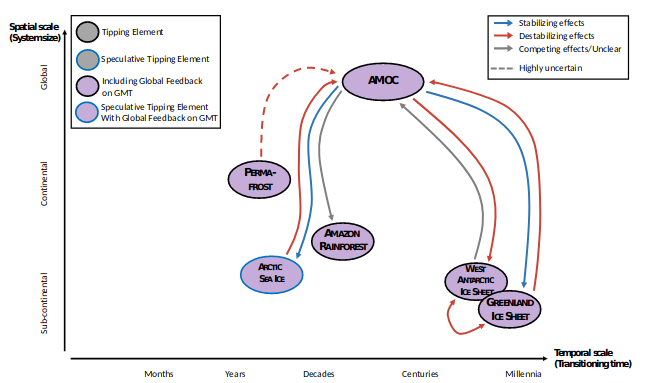 Spatial scale
(Systemsize)
Tipping Element
Speculative Tipping Element
Including Global Feedback
on GMT
Speculative Tipping Element
With Global Feedback on GMT
Stabilizing effects
Destabilizing effects
Competing effects/Unclear
Highly uncertain
Global
Continental
Sub-continental
AMOC
PERMA-
FROST
AMAZON
RAINFOREST
ARCTIC
SEA ICE
WEST
ANTARCTIC
ICE SHEET
GREENLAND
ICE SHEET
Temporal scale
(Transitioning time)
Months
Years
Decades
Centuries
Millennia